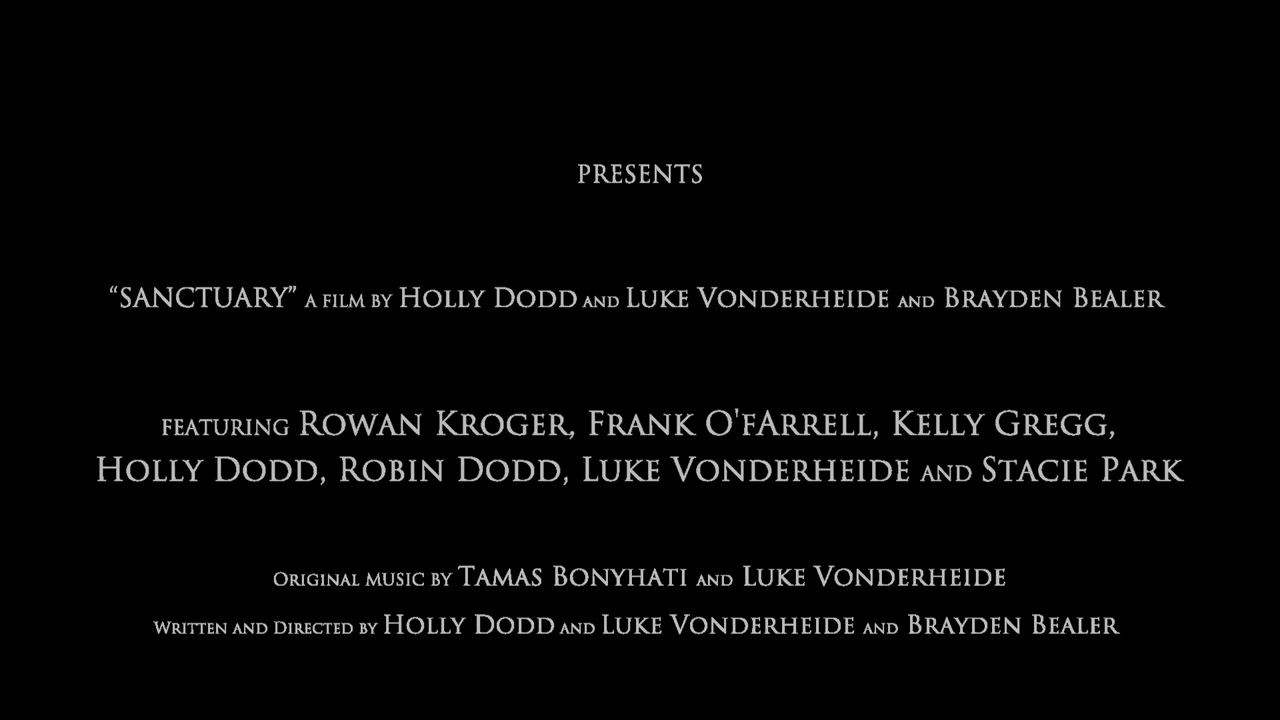 PRESENTS
“SANCTUARY” A FILM BY HOLLY DODD AND LUKE VONDERHEIDE AND BRAYDEN BEALER
FEATURING ROWAN KROGER, FRANK O'fARRELL, KELLY GREGG,
HOLLY DODD, ROBIN DODD, LUKE VONDERHEIDE AND STACIE PARK
ORIGINAL MUSIC BY TAMAS BONYHATI AND LUKE VONDERHEIDE
WRITTEN AND DIRECTED BY HOLLY DODD AND LUKE VONDERHEIDE AND BRAYDEN BEALER